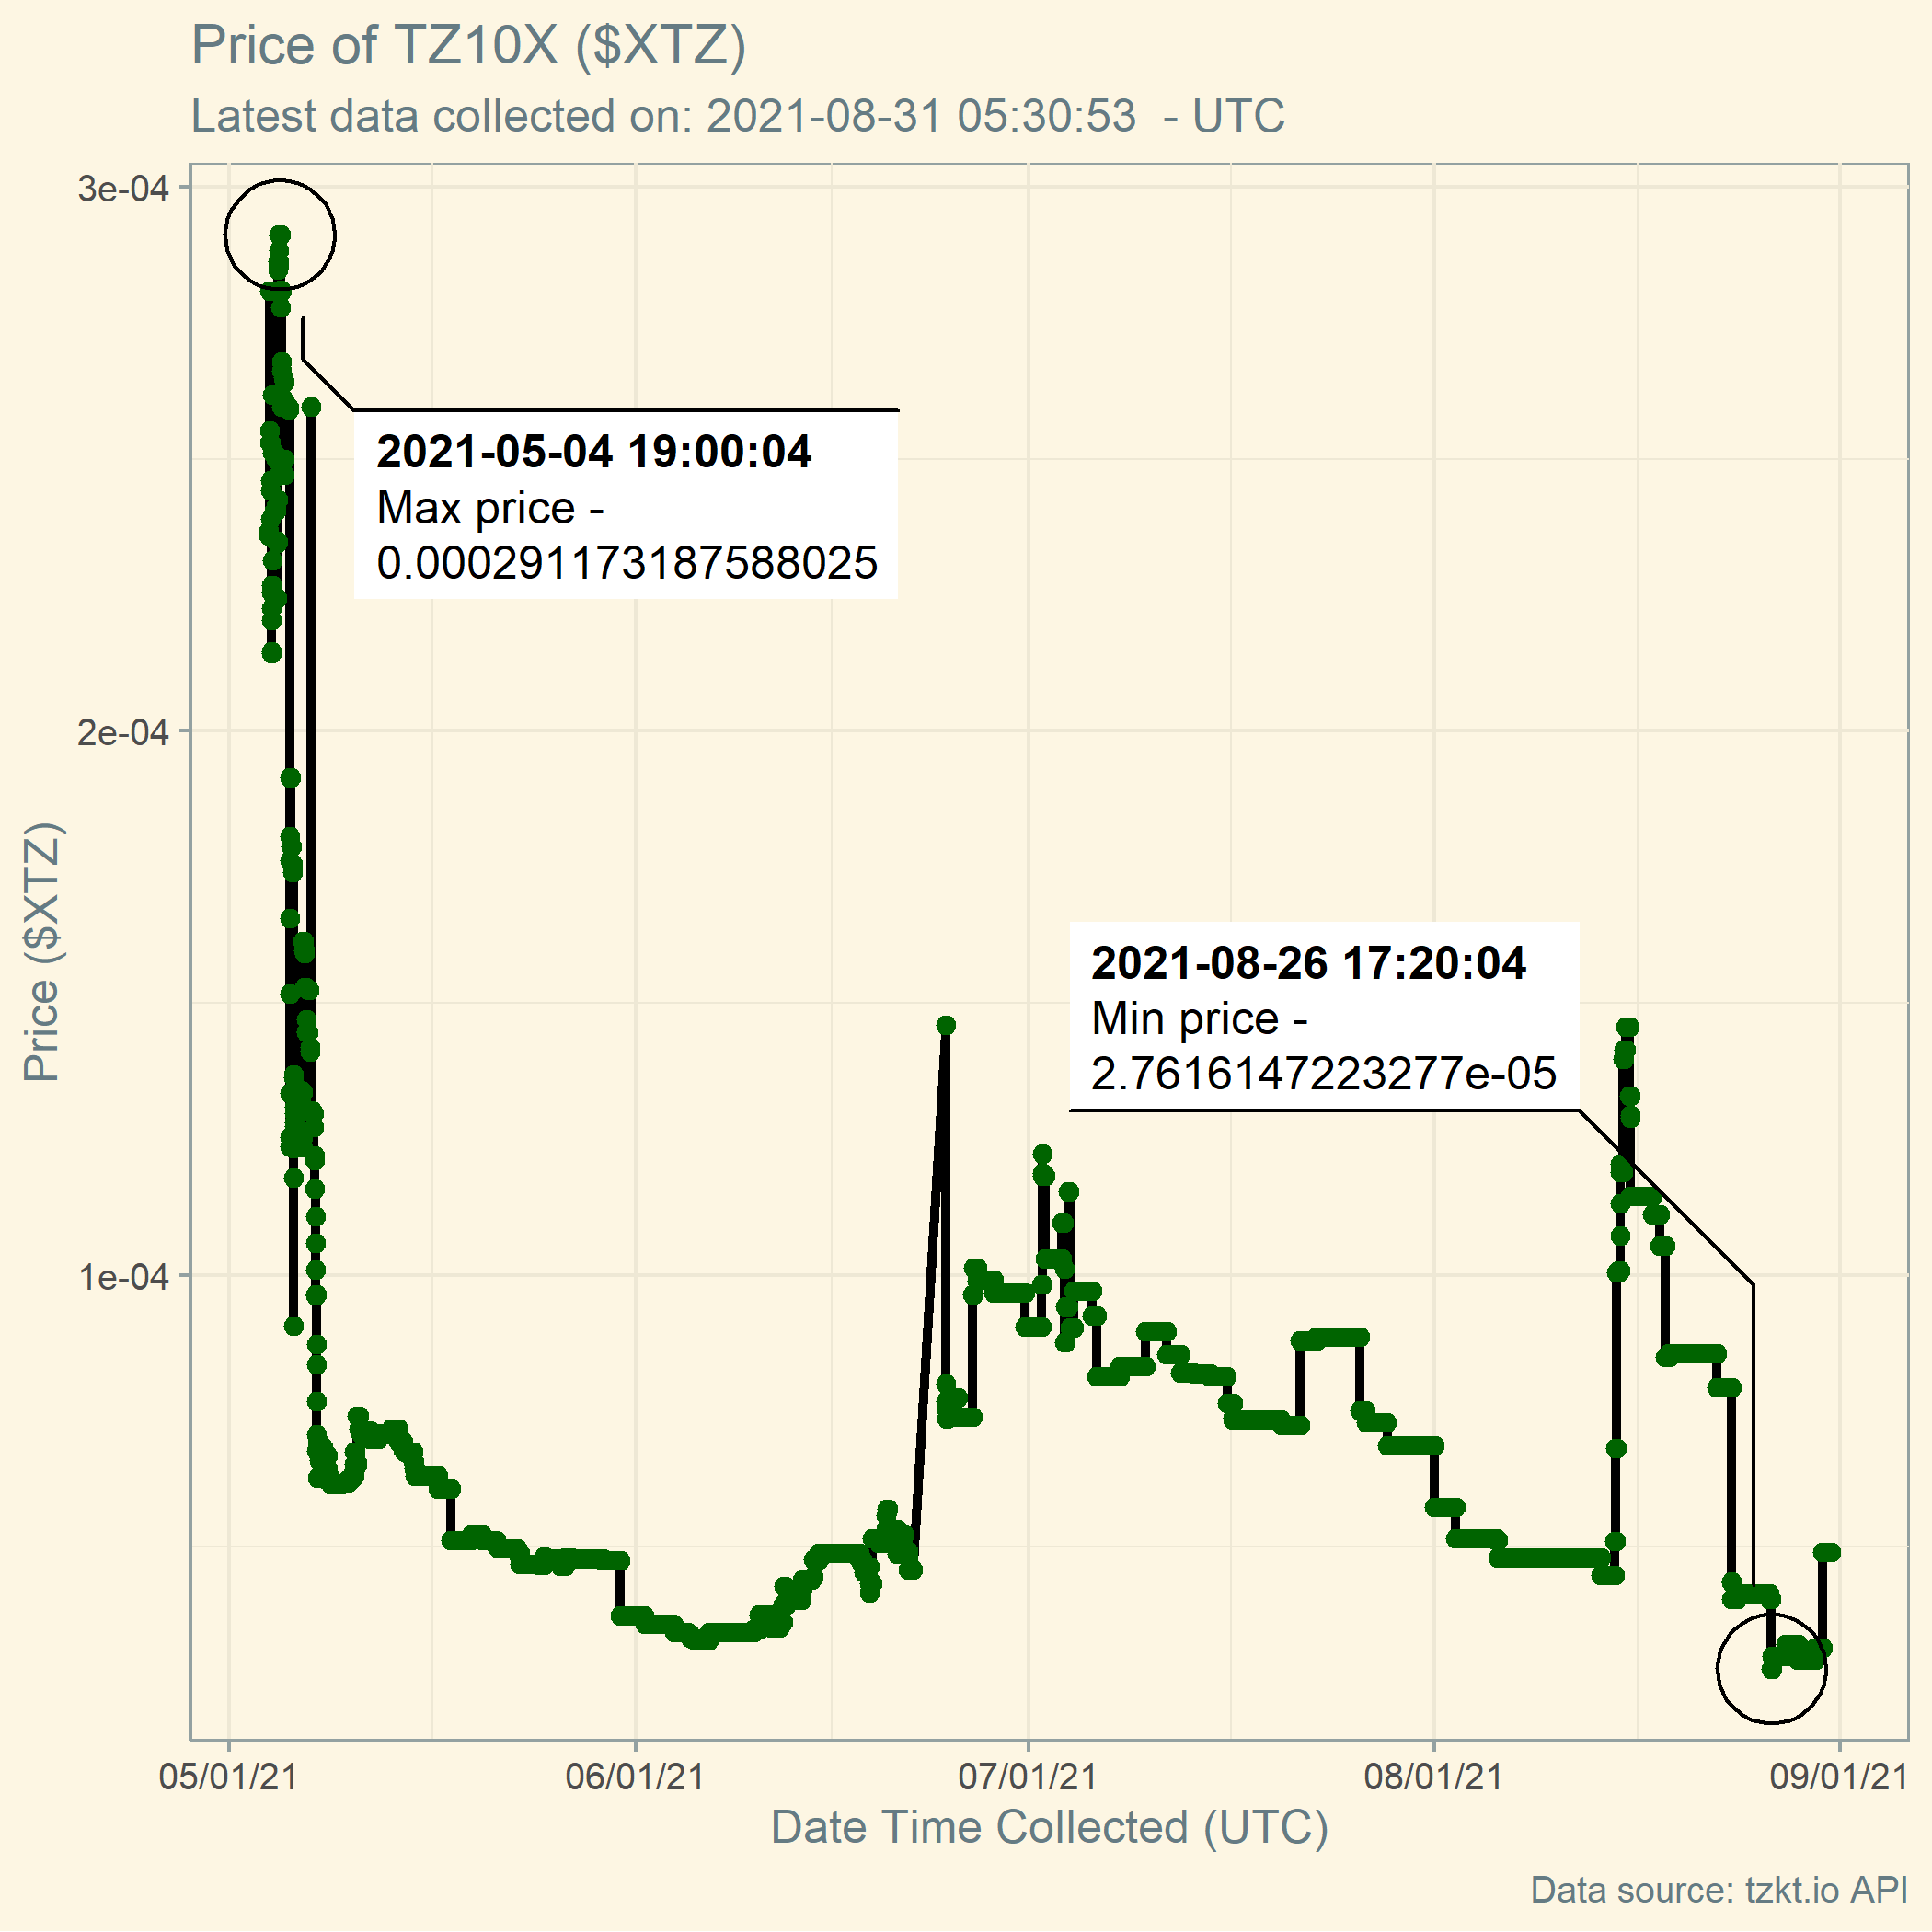 Price of TZ10X ($XTZ)
Latest data collected on: 2021-08-31 05:30:53  - UTC
3e-04
2e-04
1e-04
Price ($XTZ)
2021-05-04 19:00:04
Max price -
0.000291173187588025
2021-08-26 17:20:04
Min price -
2.7616147223277e-05
05/01/21
06/01/21
07/01/21
08/01/21
09/01/21
Date Time Collected (UTC)
Data source: tzkt.io API